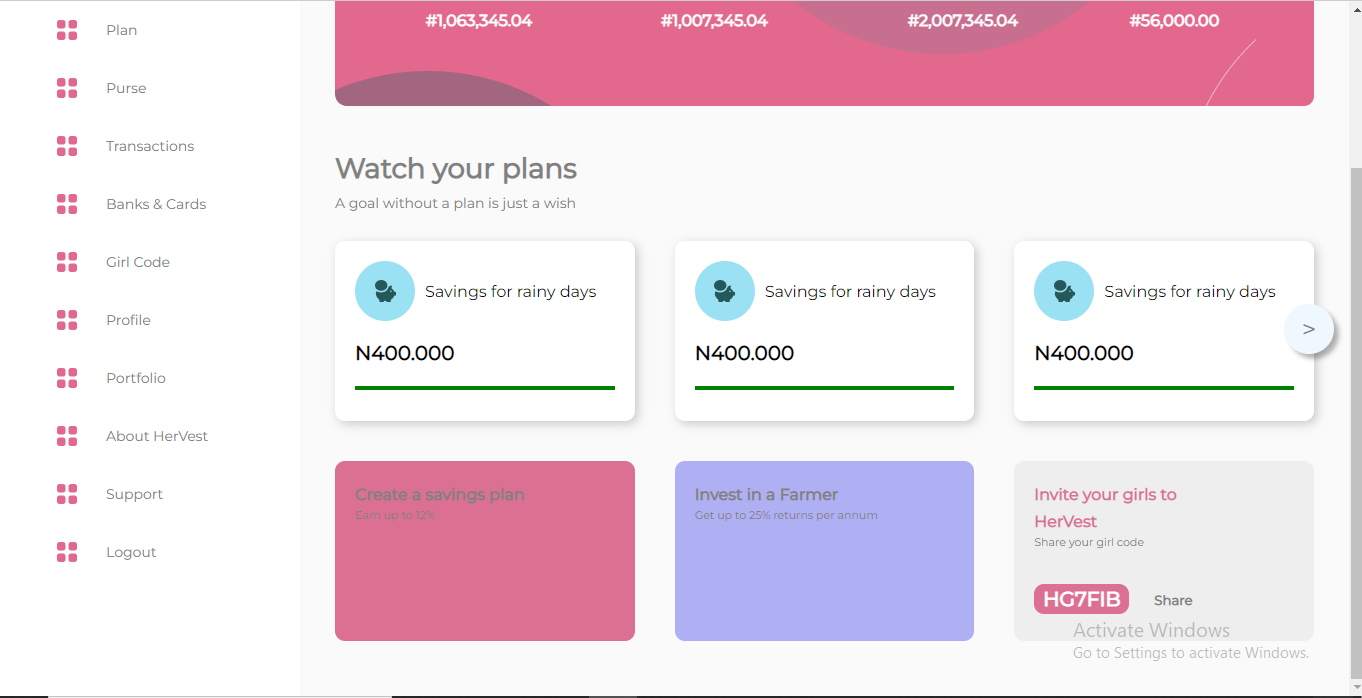 Plan
Purse
Transactions
Banks & Cards
Girl Code
Profile
Portfolio
About HerVest
Support
Logout
#1,063,345.04 #1,007,345.04 #2,007,345.04 #56,000.00
Watch your plans
A goal without a plan is just a wish
Savings for rainy days
N400.000
Savings for rainy days
N400.000
Savings for rainy days
N400.000
>
Create a savings plan
Earn up to 12%
Invest in a Farmer
Get up to 25% returns per annum
Invite your girls to
HerVest
Share your girl code
HG7FIB Share
Activate Windows
Go to Settings to activate Windows.